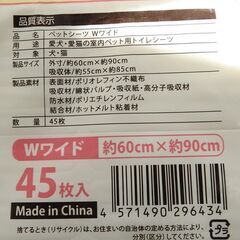 品質表示
品名 ペットシーツ Wワイド
用途 愛犬・愛猫の室内ペット用トイレシーツ
対象 犬・猫
製品サイズ 外寸/約60cm×約90cm
吸収体/約55cm×約85cm
製品素材 表面材/ポリオレフィン不織布
吸収材/綿状パルプ・吸収紙・高分子吸収材
防水材/ポリエチレンフィルム
結合材/ホットメルト粘着材
数量 45枚
Wワイド 約60cm×約90cm
45枚入
Made in China
4 571490 296434
捨てるとき(リサイクル)は、お住まいの自治体の定める
分別(区分)にしたがってください。